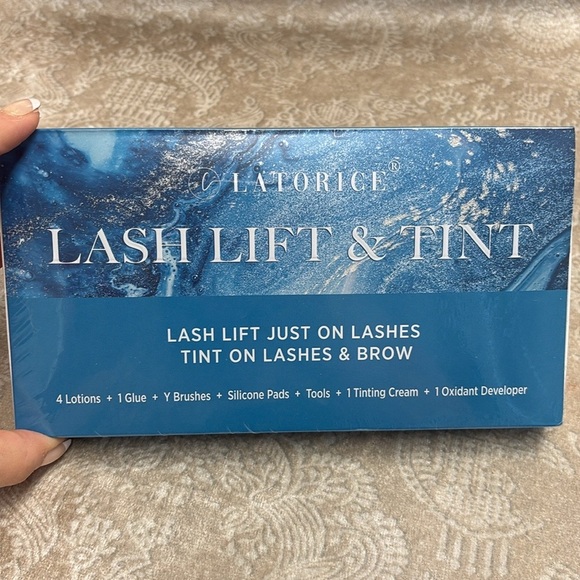 LATORICE®
LASH LIFT & TINT
LASH LIFT JUST ON LASHES
TINT ON LASHES & BROW
4 Lotions + 1 Glue + Y Brushes + Silicone Pads + Tools + 1 Tinting Cream + 1 Oxidant Developer